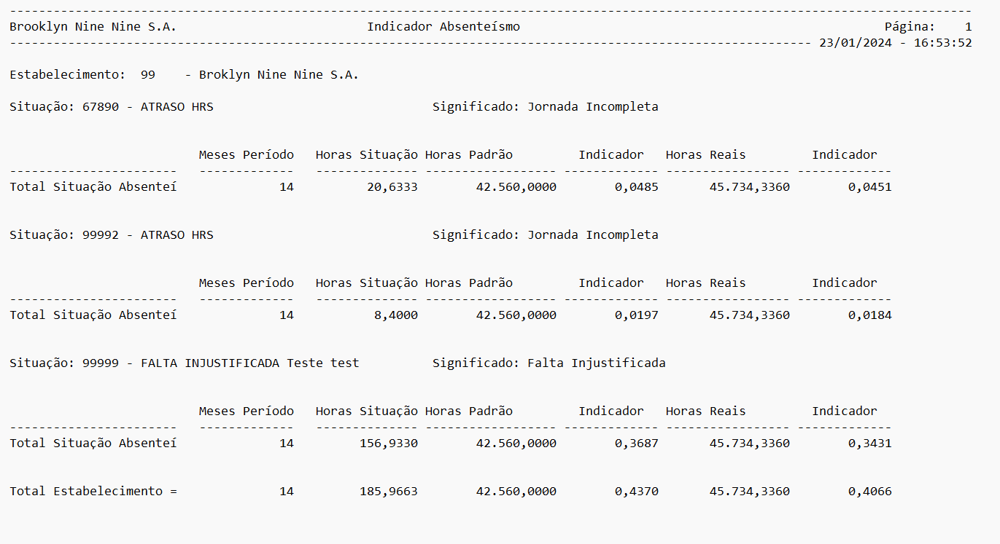 ------------------------------------------------------------------------------------------------------------------------------------
Brooklyn Nine Nine S.A.                          Indicador Absenteísmo                                                  Página:    1
-------------------------------------------------------------------------------------------------------------- 23/01/2024 - 16:53:52
Estabelecimento:  99    - Broklyn Nine Nine S.A.
Situação: 67890 - ATRASO HRS                              Significado: Jornada Incompleta
                          Meses Período   Horas Situação Horas Padrão         Indicador   Horas Reais         Indicador
-----------------------   -------------   -------------- ------------------ ------------- ----------------- -------------
Total Situação Absenteí              14          20,6333        42.560,0000        0,0485       45.734,3360        0,0451
Situação: 99992 - ATRASO HRS                              Significado: Jornada Incompleta
                          Meses Período   Horas Situação Horas Padrão         Indicador   Horas Reais         Indicador
-----------------------   -------------   -------------- ------------------ ------------- ----------------- -------------
Total Situação Absenteí              14           8,4000        42.560,0000        0,0197       45.734,3360        0,0184
Situação: 99999 - FALTA INJUSTIFICADA Teste test          Significado: Falta Injustificada
                          Meses Período   Horas Situação Horas Padrão         Indicador   Horas Reais         Indicador
-----------------------   -------------   -------------- ------------------ ------------- ----------------- -------------
Total Situação Absenteí              14         156,9330        42.560,0000        0,3687       45.734,3360        0,3431
Total Estabelecimento =              14         185,9663        42.560,0000        0,4370       45.734,3360        0,4066